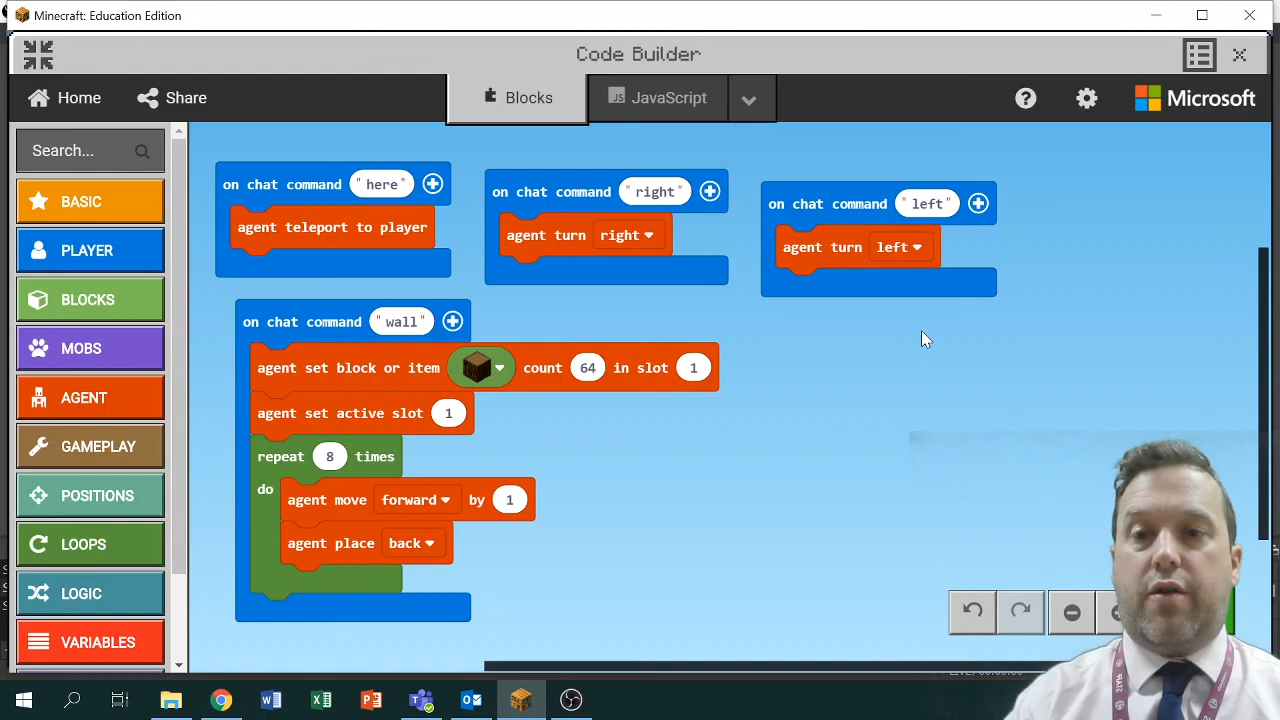 Minecraft: Education Edition
Code Builder
Home
Share
Blocks
JS
JavaScript
?
Microsoft
Search...
BASIC
PLAYER
BLOCKS
MOBS
AGENT
GAMEPLAY
POSITIONS
LOOPS
LOGIC
VARIABLES
on chat command "here"
agent teleport to player
on chat command "right"
agent turn right
on chat command "left"
agent turn left
on chat command "wall"
agent set block or item count 64 in slot 1
agent set active slot 1
repeat 8 times
do
agent move forward by 1
agent place back